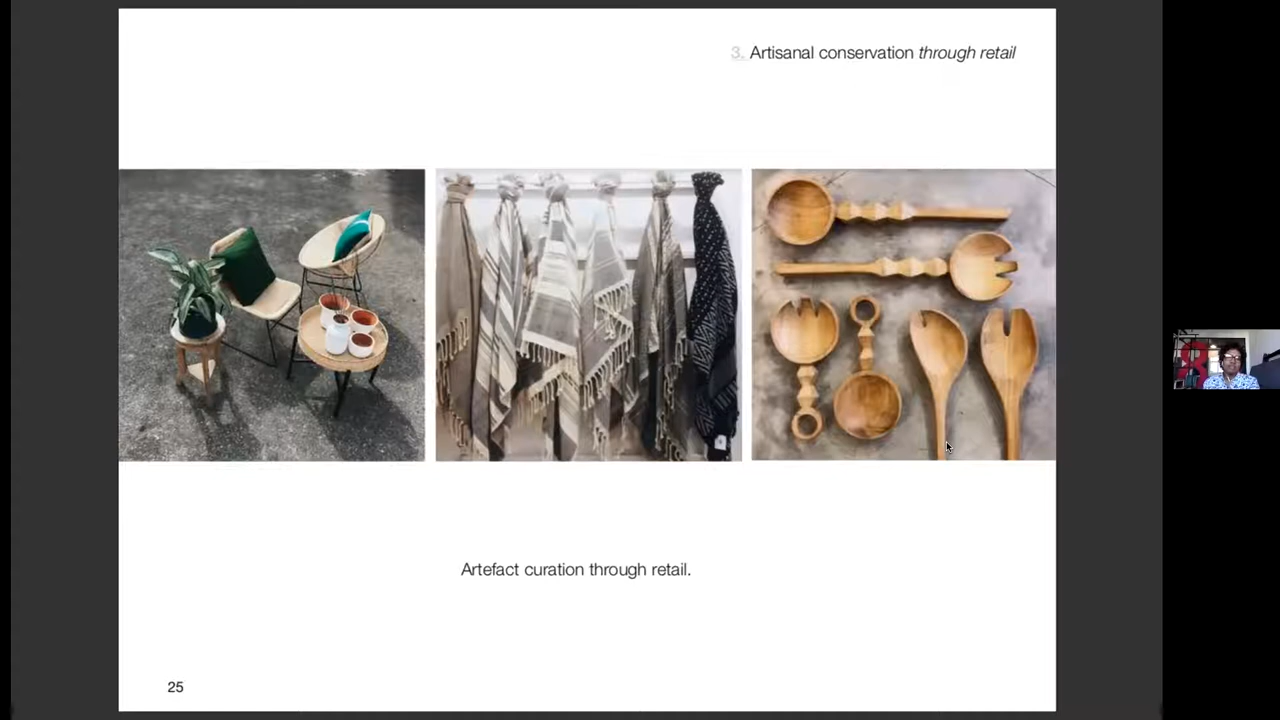 3. Artisanal conservation through retail
Artefact curation through retail.
25